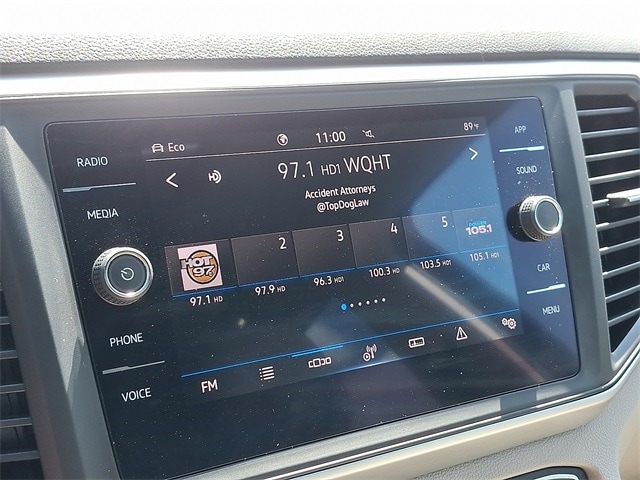 Eco 11:00 89°F
RADIO
MEDIA
PHONE
VOICE
97.1 HD1 WQHT
Accident Attorneys
@TopDogLaw
HOT 97
2
3
4
5
105.1
97.1 HD
97.9 HD
96.3 HD1
100.3 HD
103.5 HD1
105.1 HD1
FM
APP
SOUND
CAR
MENU